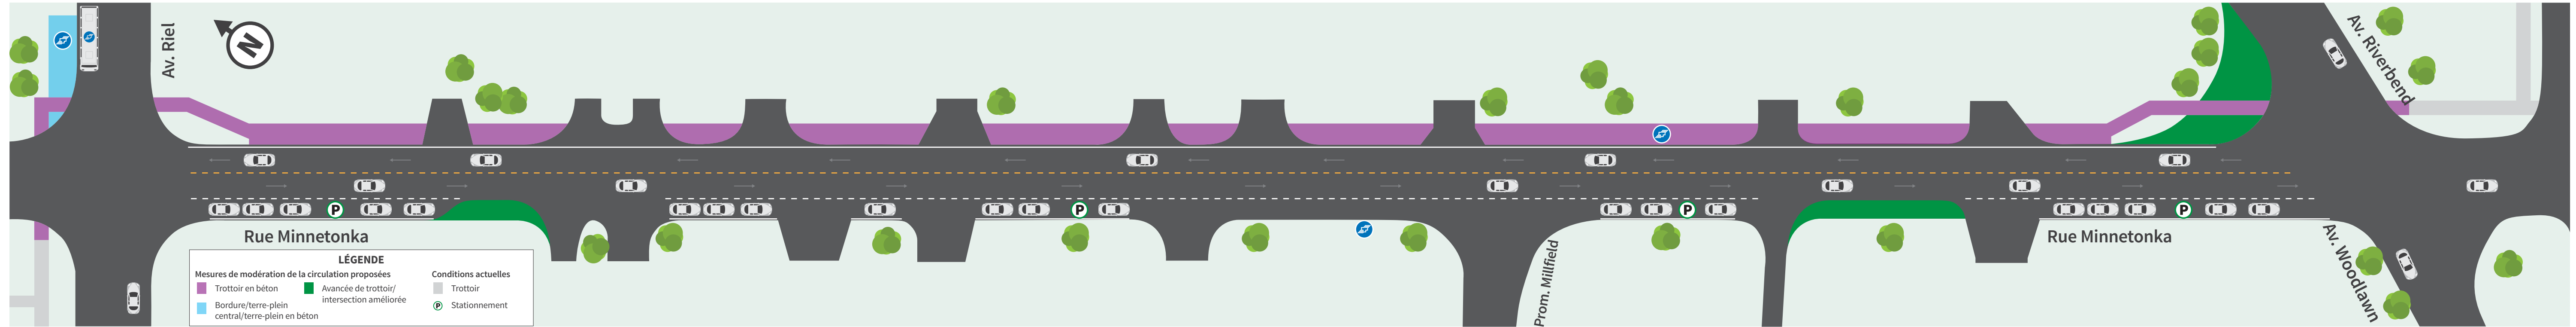 Av. Riel
N
Av. Riverbend
P
P
P
P
Rue Minnetonka
Prom. Millfield
Rue Minnetonka
Av. Woodlawn
LÉGENDE
Mesures de modération de la circulation proposées
Trottoir en béton
Bordure/terre-plein
central/terre-plein en béton
Avancée de trottoir/
intersection améliorée
Conditions actuelles
Trottoir
P Stationnement